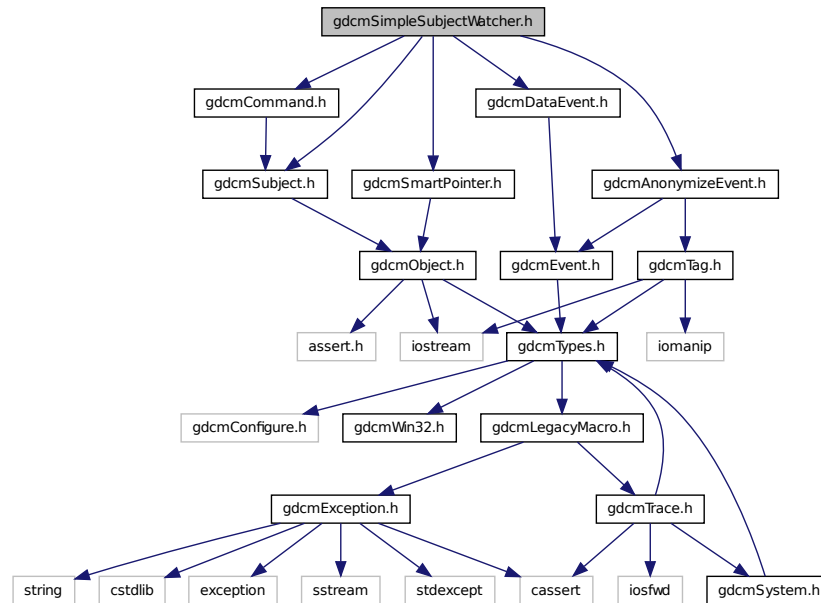 gdcmSimpleSubjectWatcher.h
gdcmCommand.h
gdcmDataEvent.h
gdcmSubject.h
gdcmSmartPointer.h
gdcmAnonymizeEvent.h
gdcmObject.h
gdcmEvent.h
gdcmTag.h
assert.h
iostream
gdcmTypes.h
iomanip
gdcmConfigure.h
gdcmWin32.h
gdcmLegacyMacro.h
gdcmException.h
gdcmTrace.h
string
cstdlib
exception
sstream
stdexcept
cassert
iosfwd
gdcmSystem.h